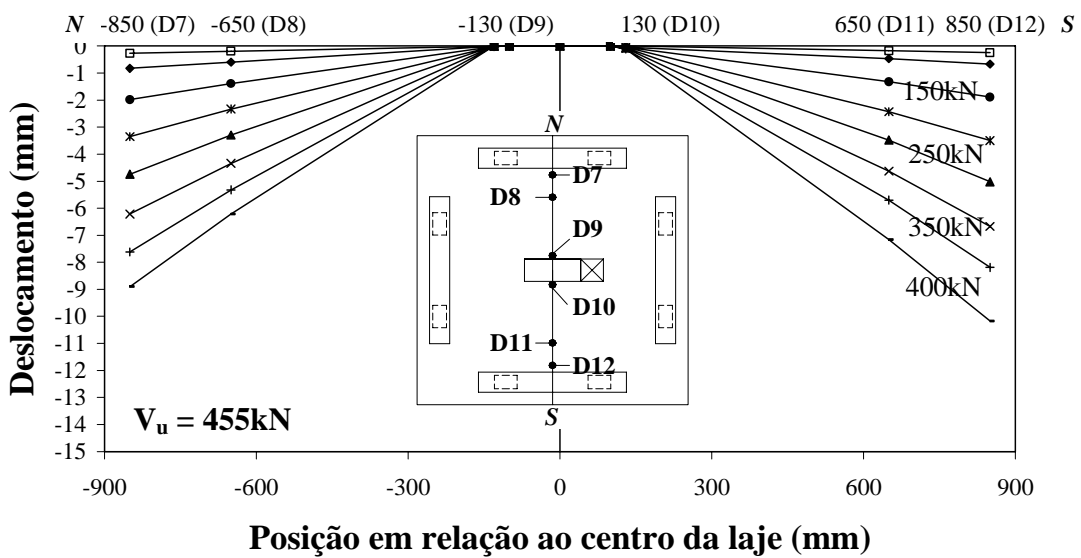 N -850 (D7) -650 (D8) -130 (D9) 130 (D10) 650 (D11) 850 (D12) S
0
-1
-2
-3
-4
-5
-6
-7
-8
-9
-10
-11
-12
-13
-14
-15
Deslocamento (mm)
150kN
250kN
350kN
400kN
N
D7
D8
D9
D10
D11
D12
S
Vu = 455kN
-900 -600 -300 0 300 600 900
Posição em relação ao centro da laje (mm)